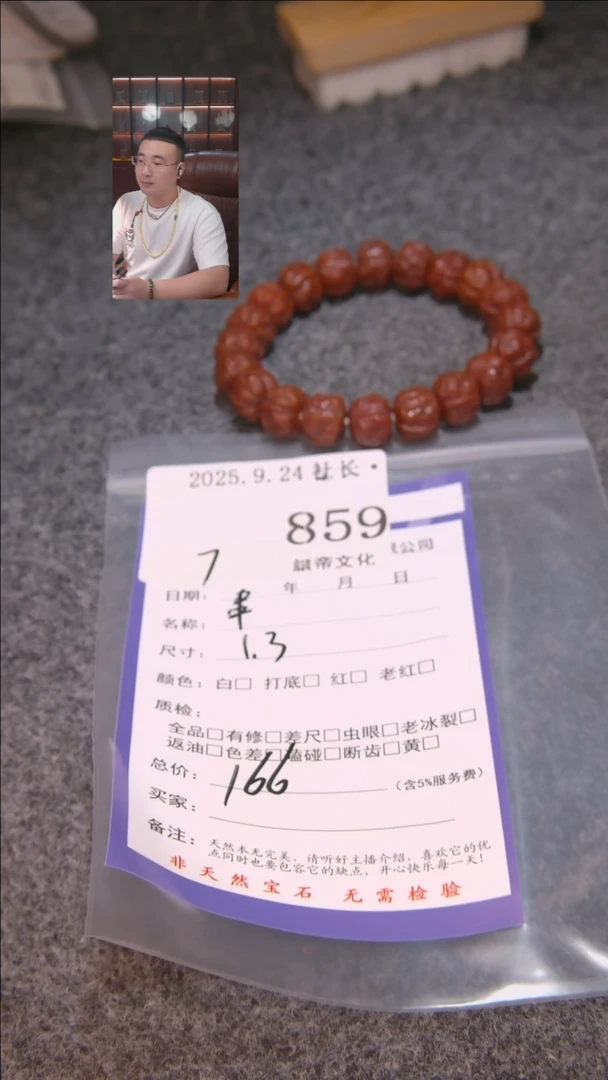 2025.9.24 社长
859
7
公司
年 月 日
日期：
名称： 串
尺寸： 1.3
颜色：白□ 打底□ 红□ 老红□
质检：
全品□有修□差尺□虫眼□老冰裂□
返油□色差□磕碰□断齿□黄□
总价： 166 （含5%服务费）
买家：
备注：
天然本无完美，请听好主播介绍，喜欢它的优
点同时也要包容它的缺点，开心快乐每一天！
非天然宝石 无需检验